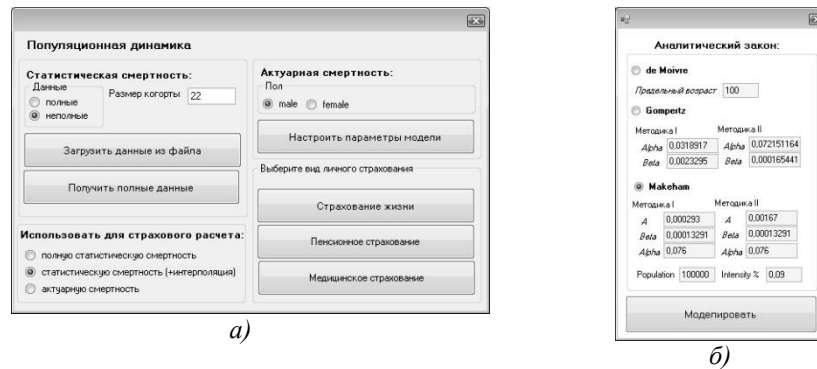 Популяционная динамика
Статистическая смертность:
Данные
полные
неполные
Размер когорты 22
Загрузить данные из файла
Получить полные данные
Использовать для страхового расчета:
полную статистическую смертность
статистическую смертность (+интерполяция)
актуарную смертность
Актуарная смертность:
Пол
male female
Настроить параметры модели
Выберите вид личного страхования
Страхование жизни
Пенсионное страхование
Медицинское страхование
а)
Аналитический закон:
de Moivre
Предельный возраст 100
Gompertz
Методика I Методика II
Alpha 0,0318917 Alpha 0,072151164
Beta 0,0023295 Beta 0,000165441
Makeham
Методика I Методика II
A 0,000293 A 0,00167
Beta 0,00013291 Beta 0,00013291
Alpha 0,076 Alpha 0,076
Population 100000 Intensity % 0,09
Моделировать
б)